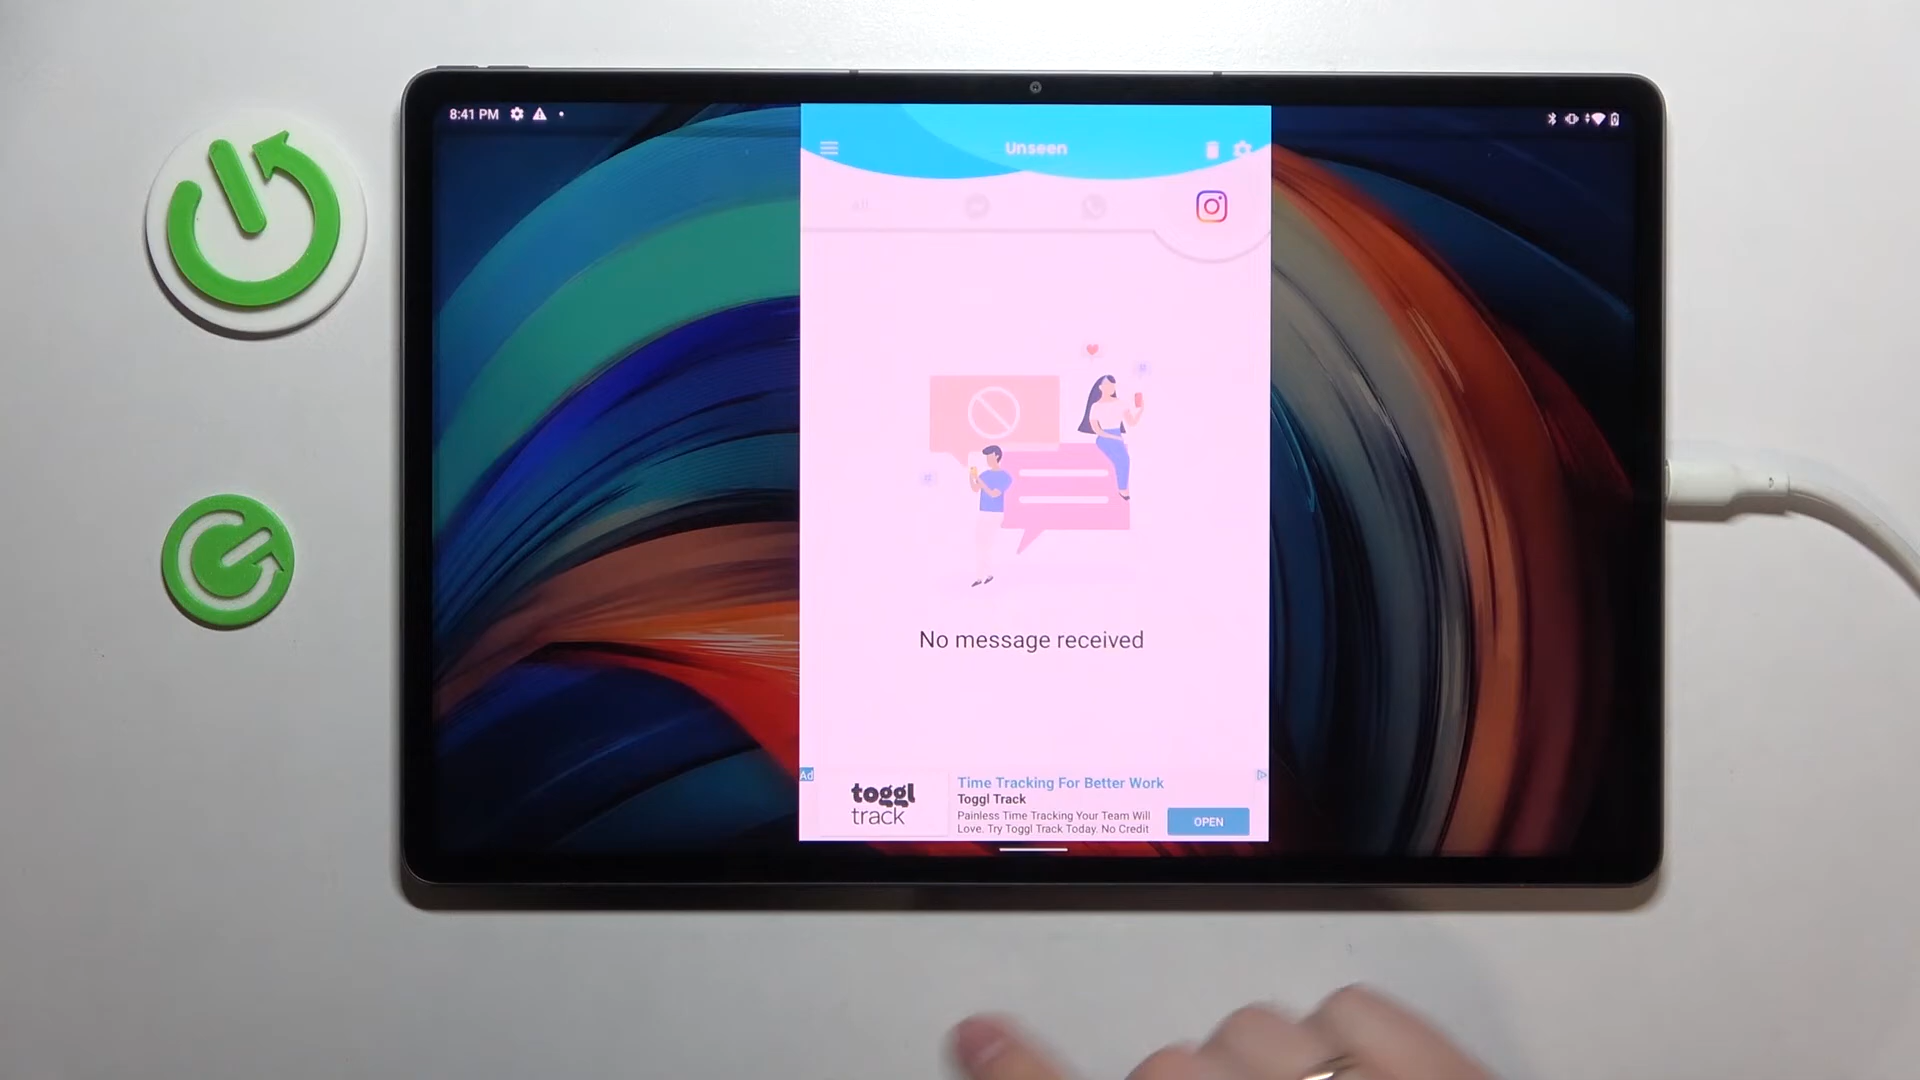 8:41 PM
Unseen
All
No message received
Ad
toggl
track
Time Tracking For Better Work
Toggl Track
Painless Time Tracking Your Team Will
Love. Try Toggl Track Today. No Credit
OPEN